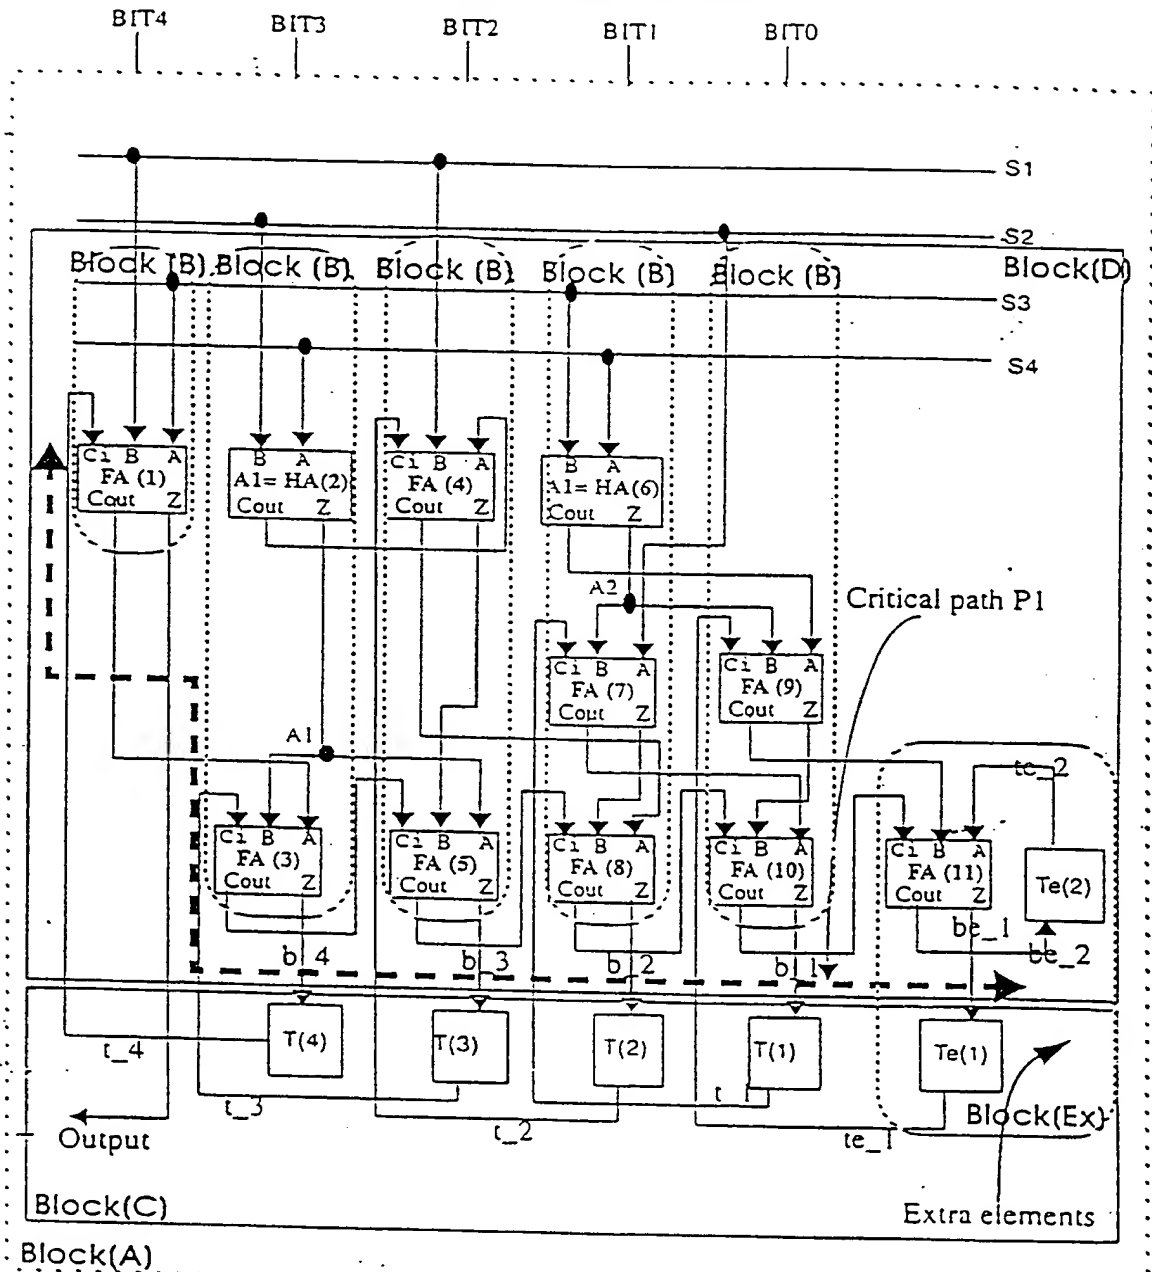 BIT4 BIT3 BIT2 BIT1 BIT0
S1
S2
Block (B) Block (B) Block (B) Block (B) Block (B) Block(D)
S3
S4
Ci B A B A Ci B A B A
FA (1) A1= HA(2) FA (4) A1= HA(6)
Cout Z Cout Z Cout Z Cout Z
A2 Critical path P1
Ci B A Ci B A
FA (7) FA (9)
Cout Z Cout Z
A1
te_2
Ci B A Ci B A Ci B A Ci B A Ci B A
FA (3) FA (5) FA (8) FA (10) FA (11) Te(2)
Cout Z Cout Z Cout Z Cout Z Cout Z
be_1
b_4 b_3 b_2 b_1 be_2
T(4) T(3) T(2) T(1) Te(1)
t_4
t_3 t_2 t_1 te_1 Block(Ex)
Output
Block(C) Extra elements
Block(A)